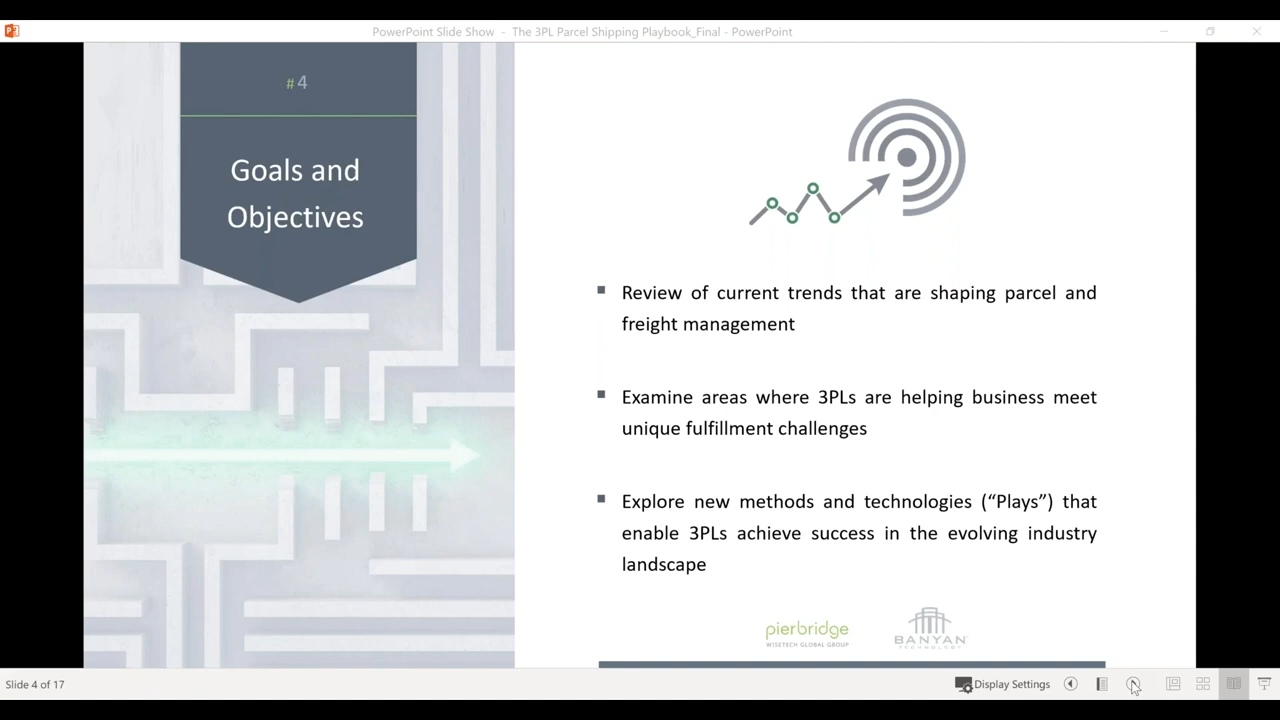 PowerPoint Slide Show - The 3PL Parcel Shipping Playbook_Final - PowerPoint
#4
Goals and
Objectives
▪ Review of current trends that are shaping parcel and
freight management
▪ Examine areas where 3PLs are helping business meet
unique fulfillment challenges
▪ Explore new methods and technologies (“Plays”) that
enable 3PLs achieve success in the evolving industry
landscape
pierbridge
WISETECH GLOBAL GROUP
BANYAN
TECHNOLOGY
Slide 4 of 17
Display Settings